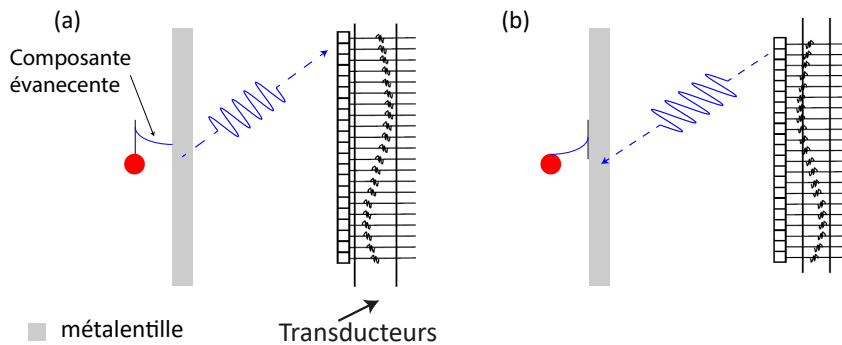 (a)
(b)
Composante
évanecente
métalentille
Transducteurs